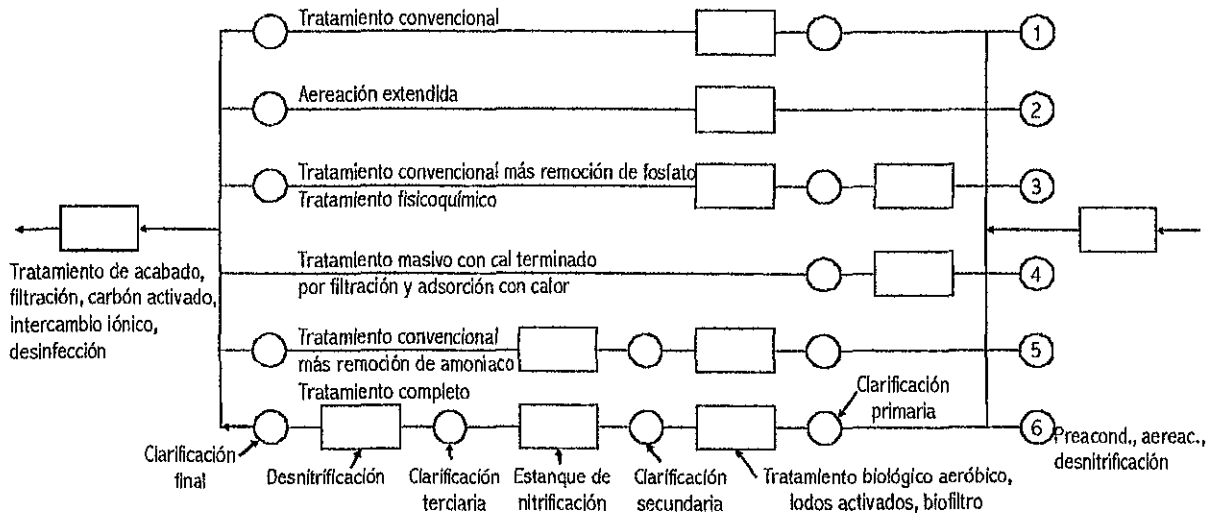 Tratamiento convencional
1
Aereación extendida
2
Tratamiento convencional más remoción de fosfato
Tratamiento fisicoquímico
3
Tratamiento de acabado,
filtración, carbón activado,
intercambio iónico,
desinfección
Tratamiento masivo con cal terminado
por filtración y adsorción con calor
4
Tratamiento convencional
más remoción de amoniaco
5
Tratamiento completo
Clarificación
primaria
6
Preacond., aereac.,
desnitrificación
Clarificación
final
Desnitrificación
Clarificación
terciaria
Estanque de
nitrificación
Clarificación
secundaria
Tratamiento biológico aeróbico,
lodos activados, biofiltro